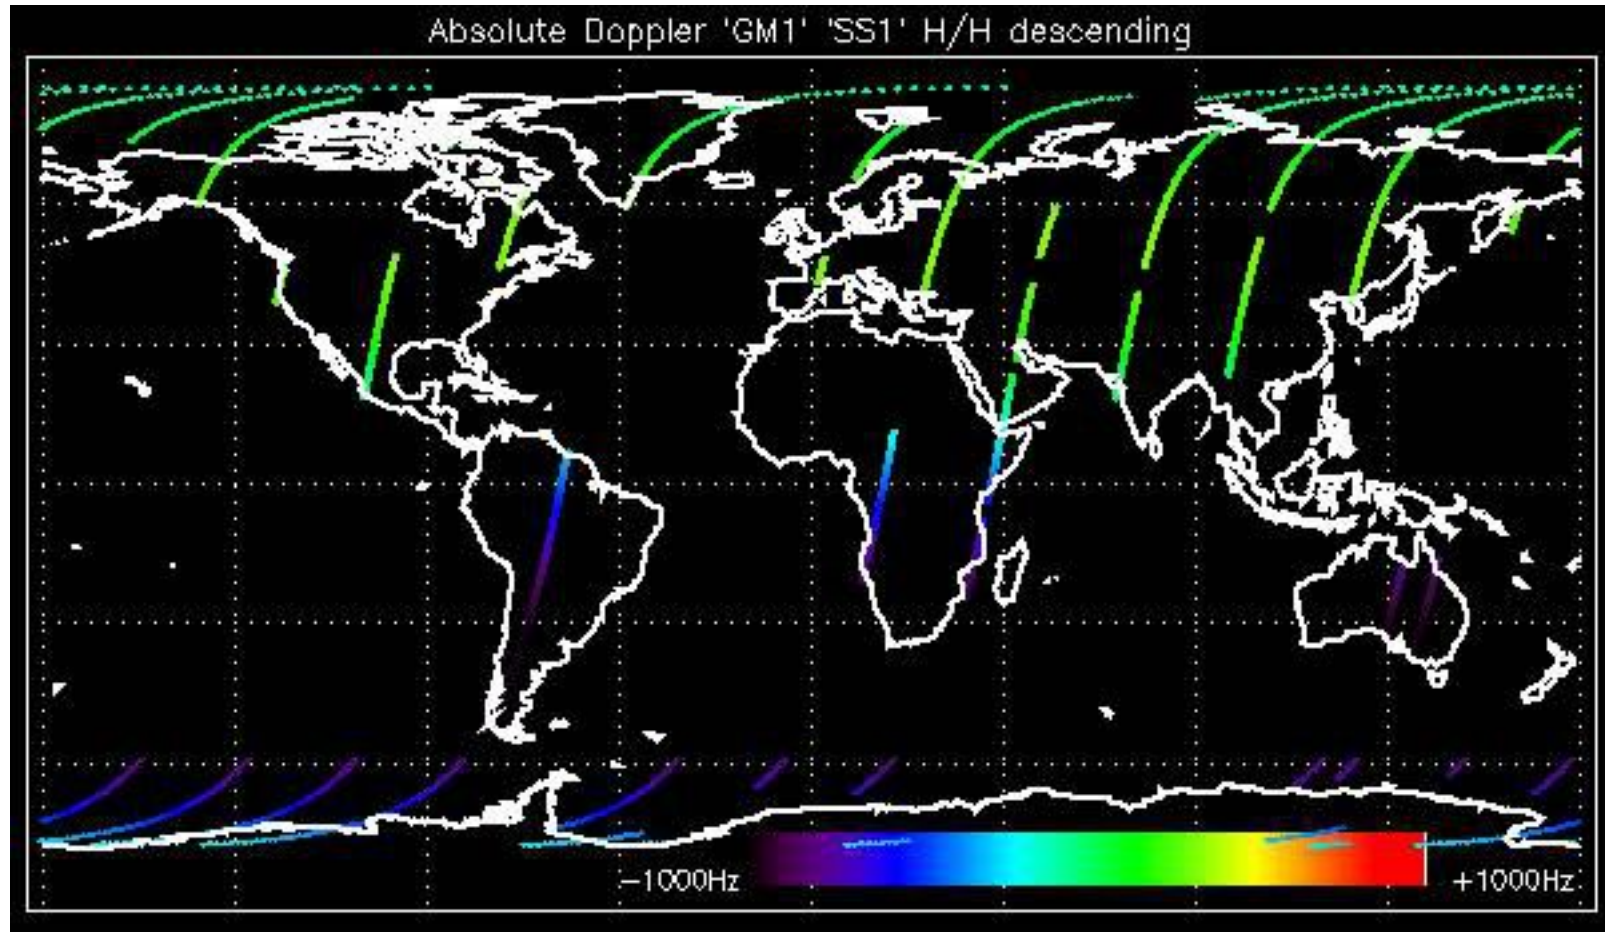 Absolute Doppler 'GM1' 'SS1' H/H descending
−1000Hz
+1000Hz